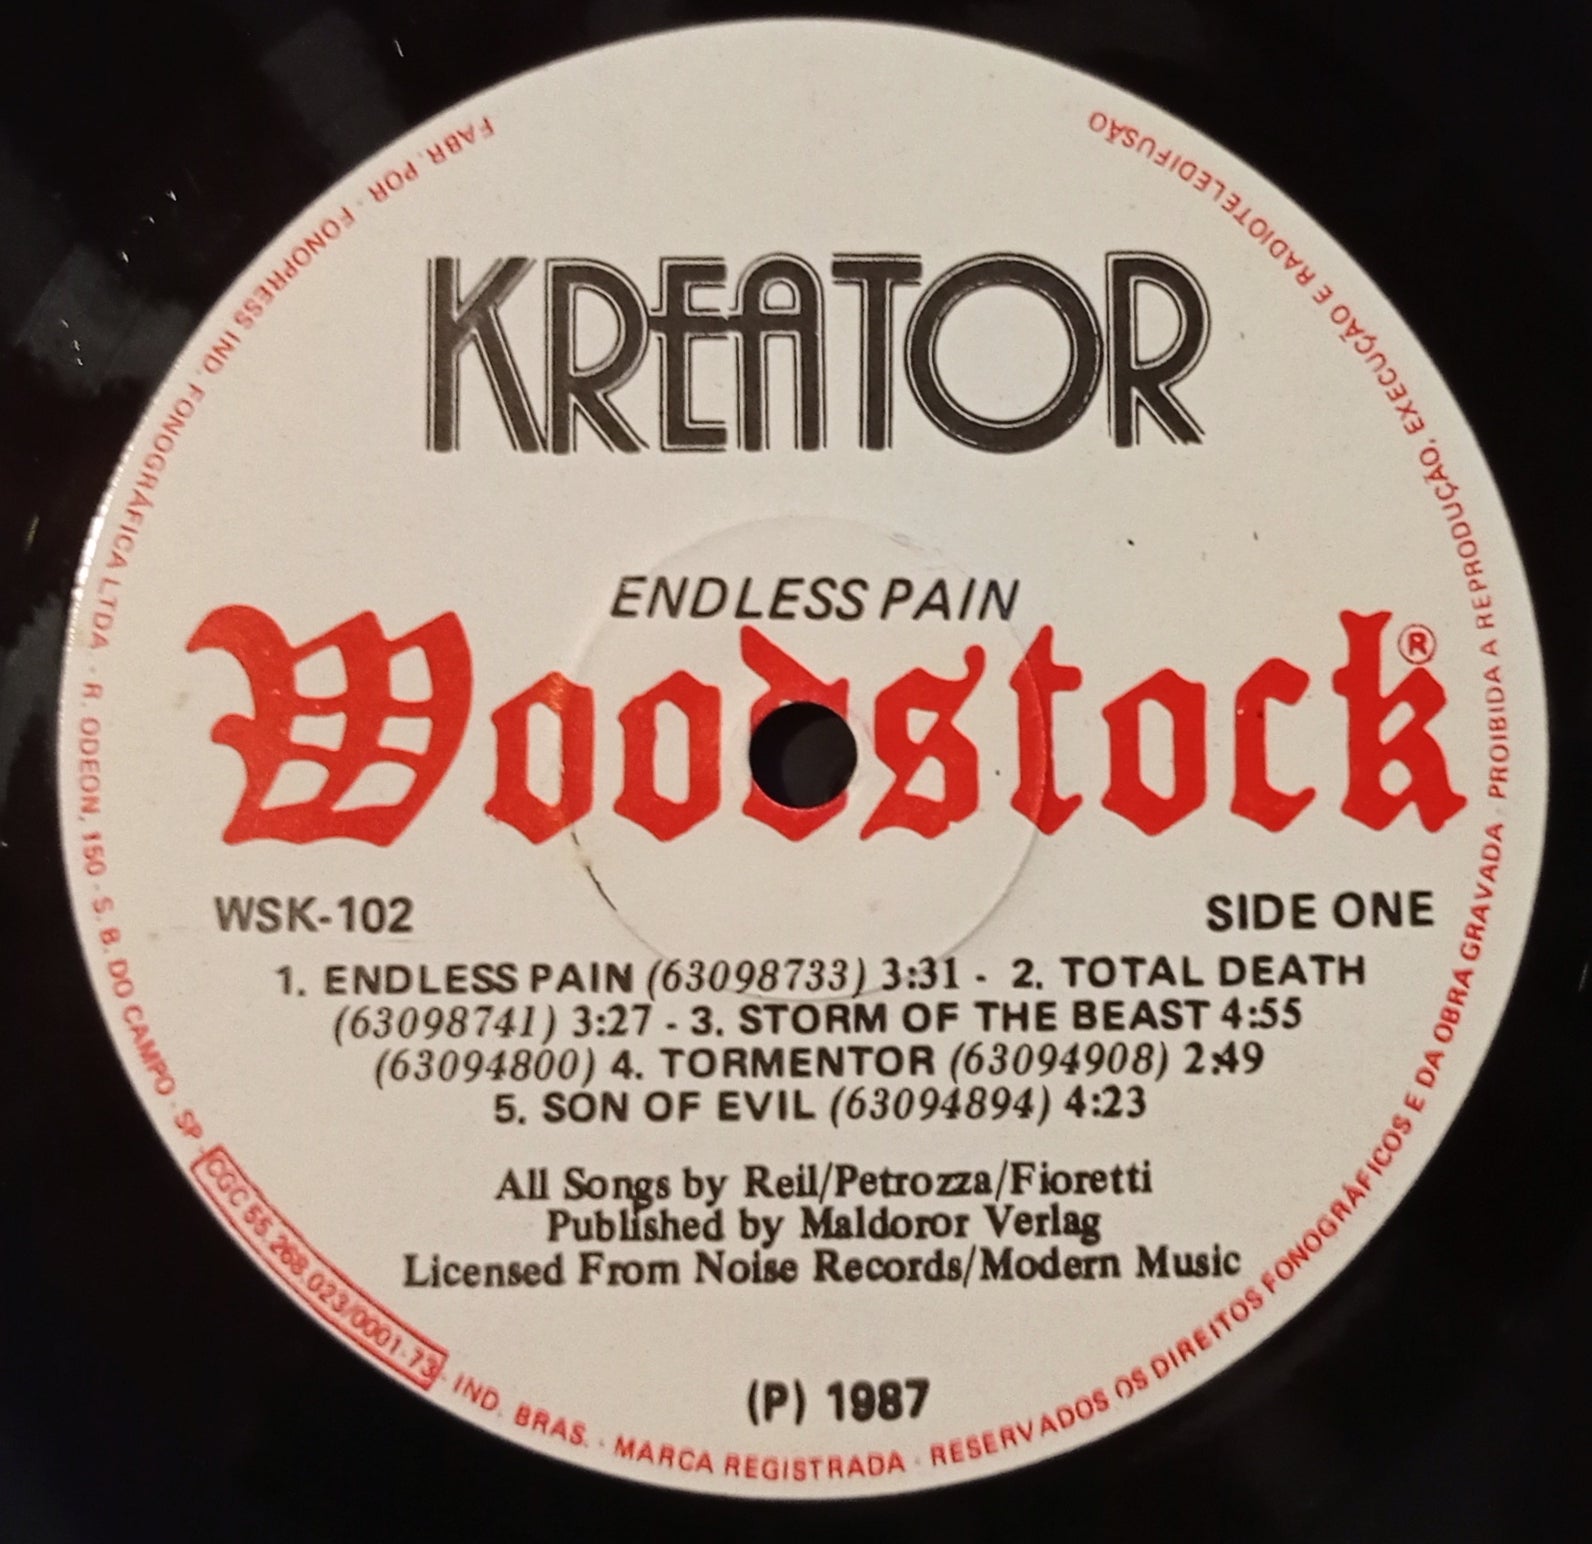 KREATOR
ENDLESS PAIN
Woodstock®
WSK-102
SIDE ONE
1. ENDLESS PAIN (63098733) 3:31 - 2. TOTAL DEATH
(63098741) 3:27 - 3. STORM OF THE BEAST 4:55
(63094800) 4. TORMENTOR (63094908) 2:49
5. SON OF EVIL (63094894) 4:23
All Songs by Reil/Petrozza/Fioretti
Published by Maldoror Verlag
Licensed From Noise Records/Modern Music
(P) 1987
FABR. POR · FONOPRESS IND. FONOGRÁFICA LTDA · R. ODEON, 150 - S. B. DO CAMPO · SP · CGC 55.268.023/0001-73 · IND. BRAS. · MARCA REGISTRADA · RESERVADOS OS DIREITOS FONOGRÁFICOS E DA OBRA GRAVADA · PROIBIDA A REPRODUÇÃO, EXECUÇÃO E RADIOTELEDIFUSÃO